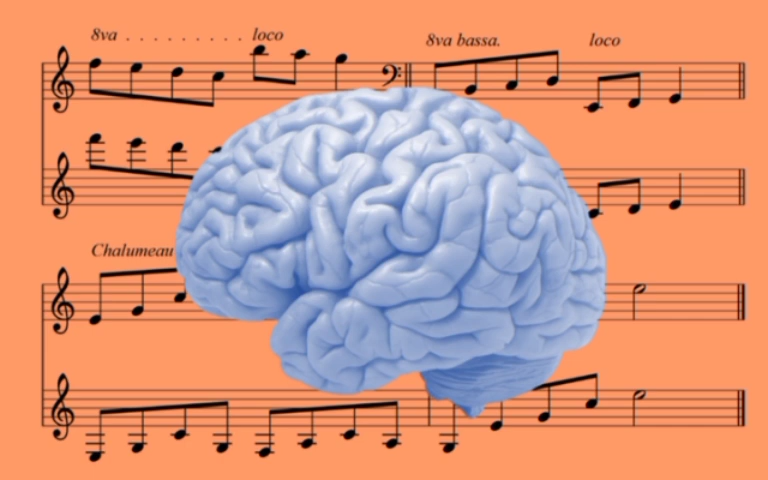 8va . . . . . . . . . loco
8va bassa. loco
Chalumeau